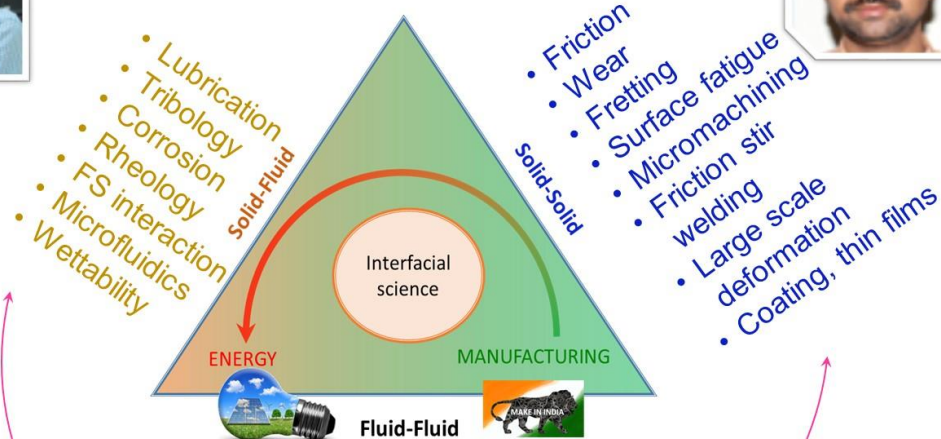 • Lubrication
• Tribology
• Corrosion
• Rheology
• FS interaction
• Microfluidics
• Wettability
Solid-Fluid
Solid-Solid
• Friction
• Wear
• Fretting
• Surface fatigue
• Micromachining
• Friction stir
welding
• Large scale
deformation
• Coating, thin films
Interfacial
science
ENERGY
MANUFACTURING
MAKE IN INDIA
Fluid-Fluid